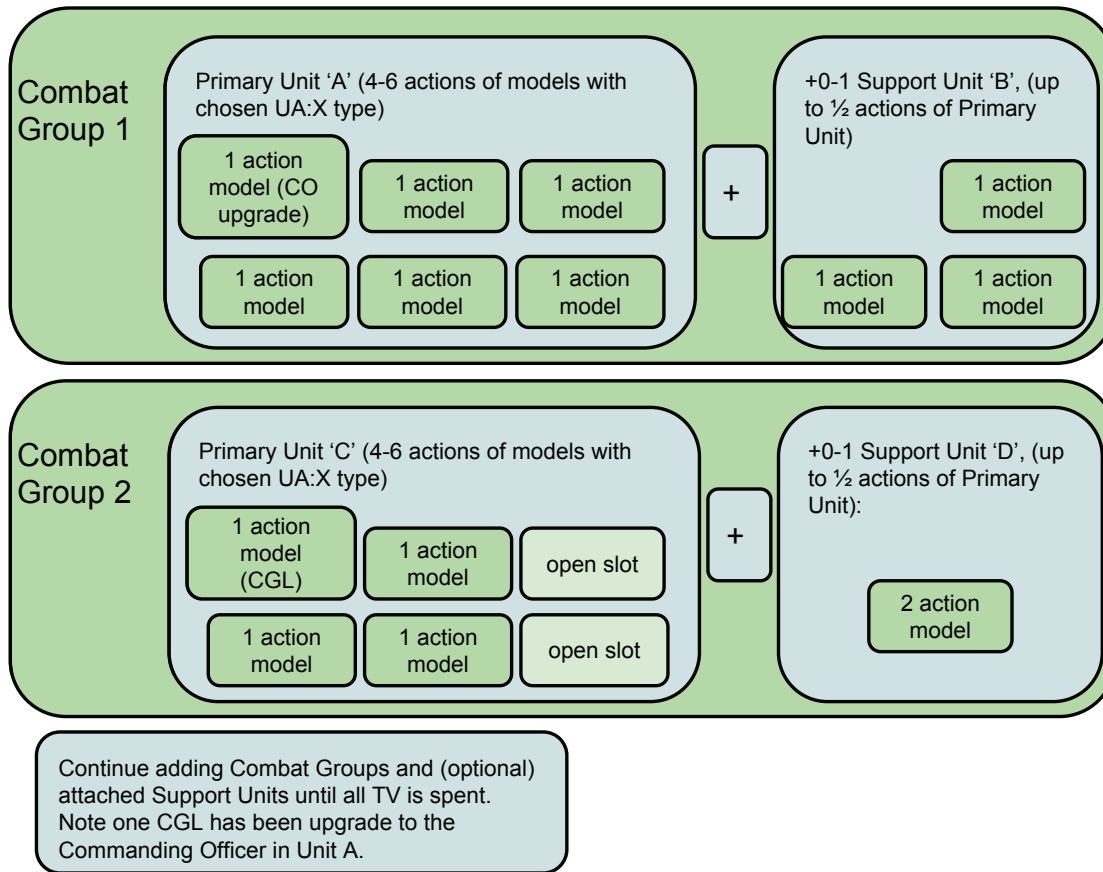 Combat
Group 1
Primary Unit ‘A’ (4-6 actions of models with
chosen UA:X type)
1 action
model (CO
upgrade)
1 action
model
1 action
model
1 action
model
1 action
model
1 action
model
+
+0-1 Support Unit ‘B’, (up
to ½ actions of Primary
Unit)
1 action
model
1 action
model
1 action
model
Combat
Group 2
Primary Unit ‘C’ (4-6 actions of models with
chosen UA:X type)
1 action
model
(CGL)
1 action
model
open slot
1 action
model
1 action
model
open slot
+
+0-1 Support Unit ‘D’, (up
to ½ actions of Primary
Unit):
2 action
model
Continue adding Combat Groups and (optional)
attached Support Units until all TV is spent.
Note one CGL has been upgrade to the
Commanding Officer in Unit A.